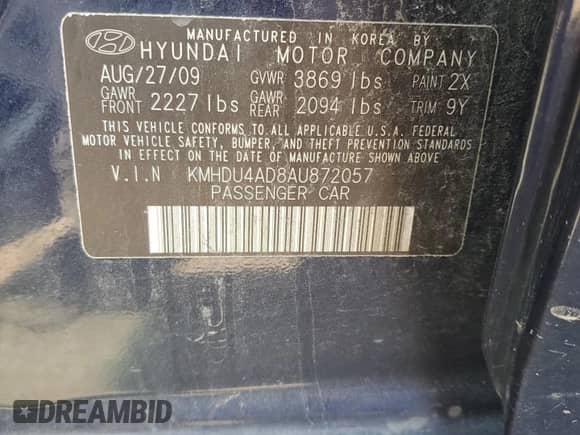 MANUFACTURED IN KOREA BY
HYUNDAI MOTOR COMPANY
AUG/27/09 GVWR 3869 lbs PAINT 2X
GAWR FRONT 2227 lbs GAWR REAR 2094 lbs TRIM 9Y
THIS VEHICLE CONFORMS TO ALL APPLICABLE U.S.A. FEDERAL
MOTOR VEHICLE SAFETY, BUMPER, AND THEFT PREVENTION STANDARDS
IN EFFECT ON THE DATE OF MANUFACTURE SHOWN ABOVE
V.I.N KMHDU4AD8AU872057
PASSENGER CAR
DREAMBID